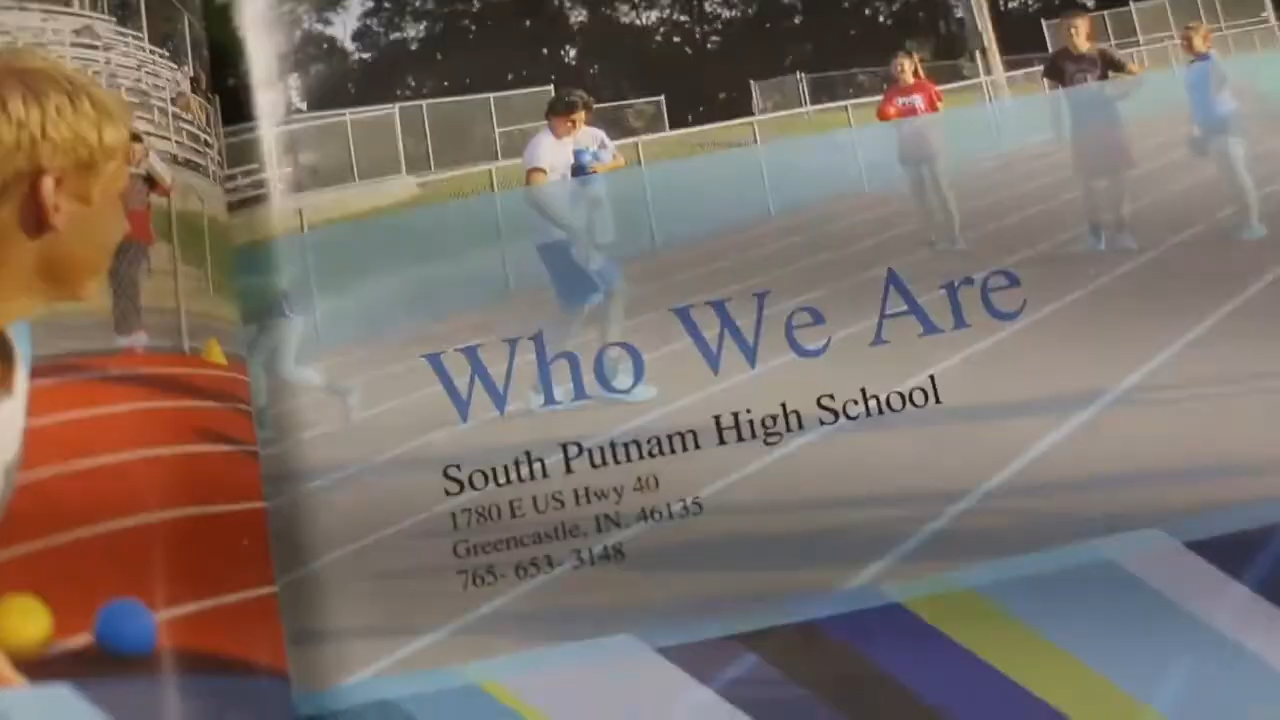 Who We Are
South Putnam High School
1780 E US Hwy 40
Greencastle, IN. 46135
765- 653- 3148